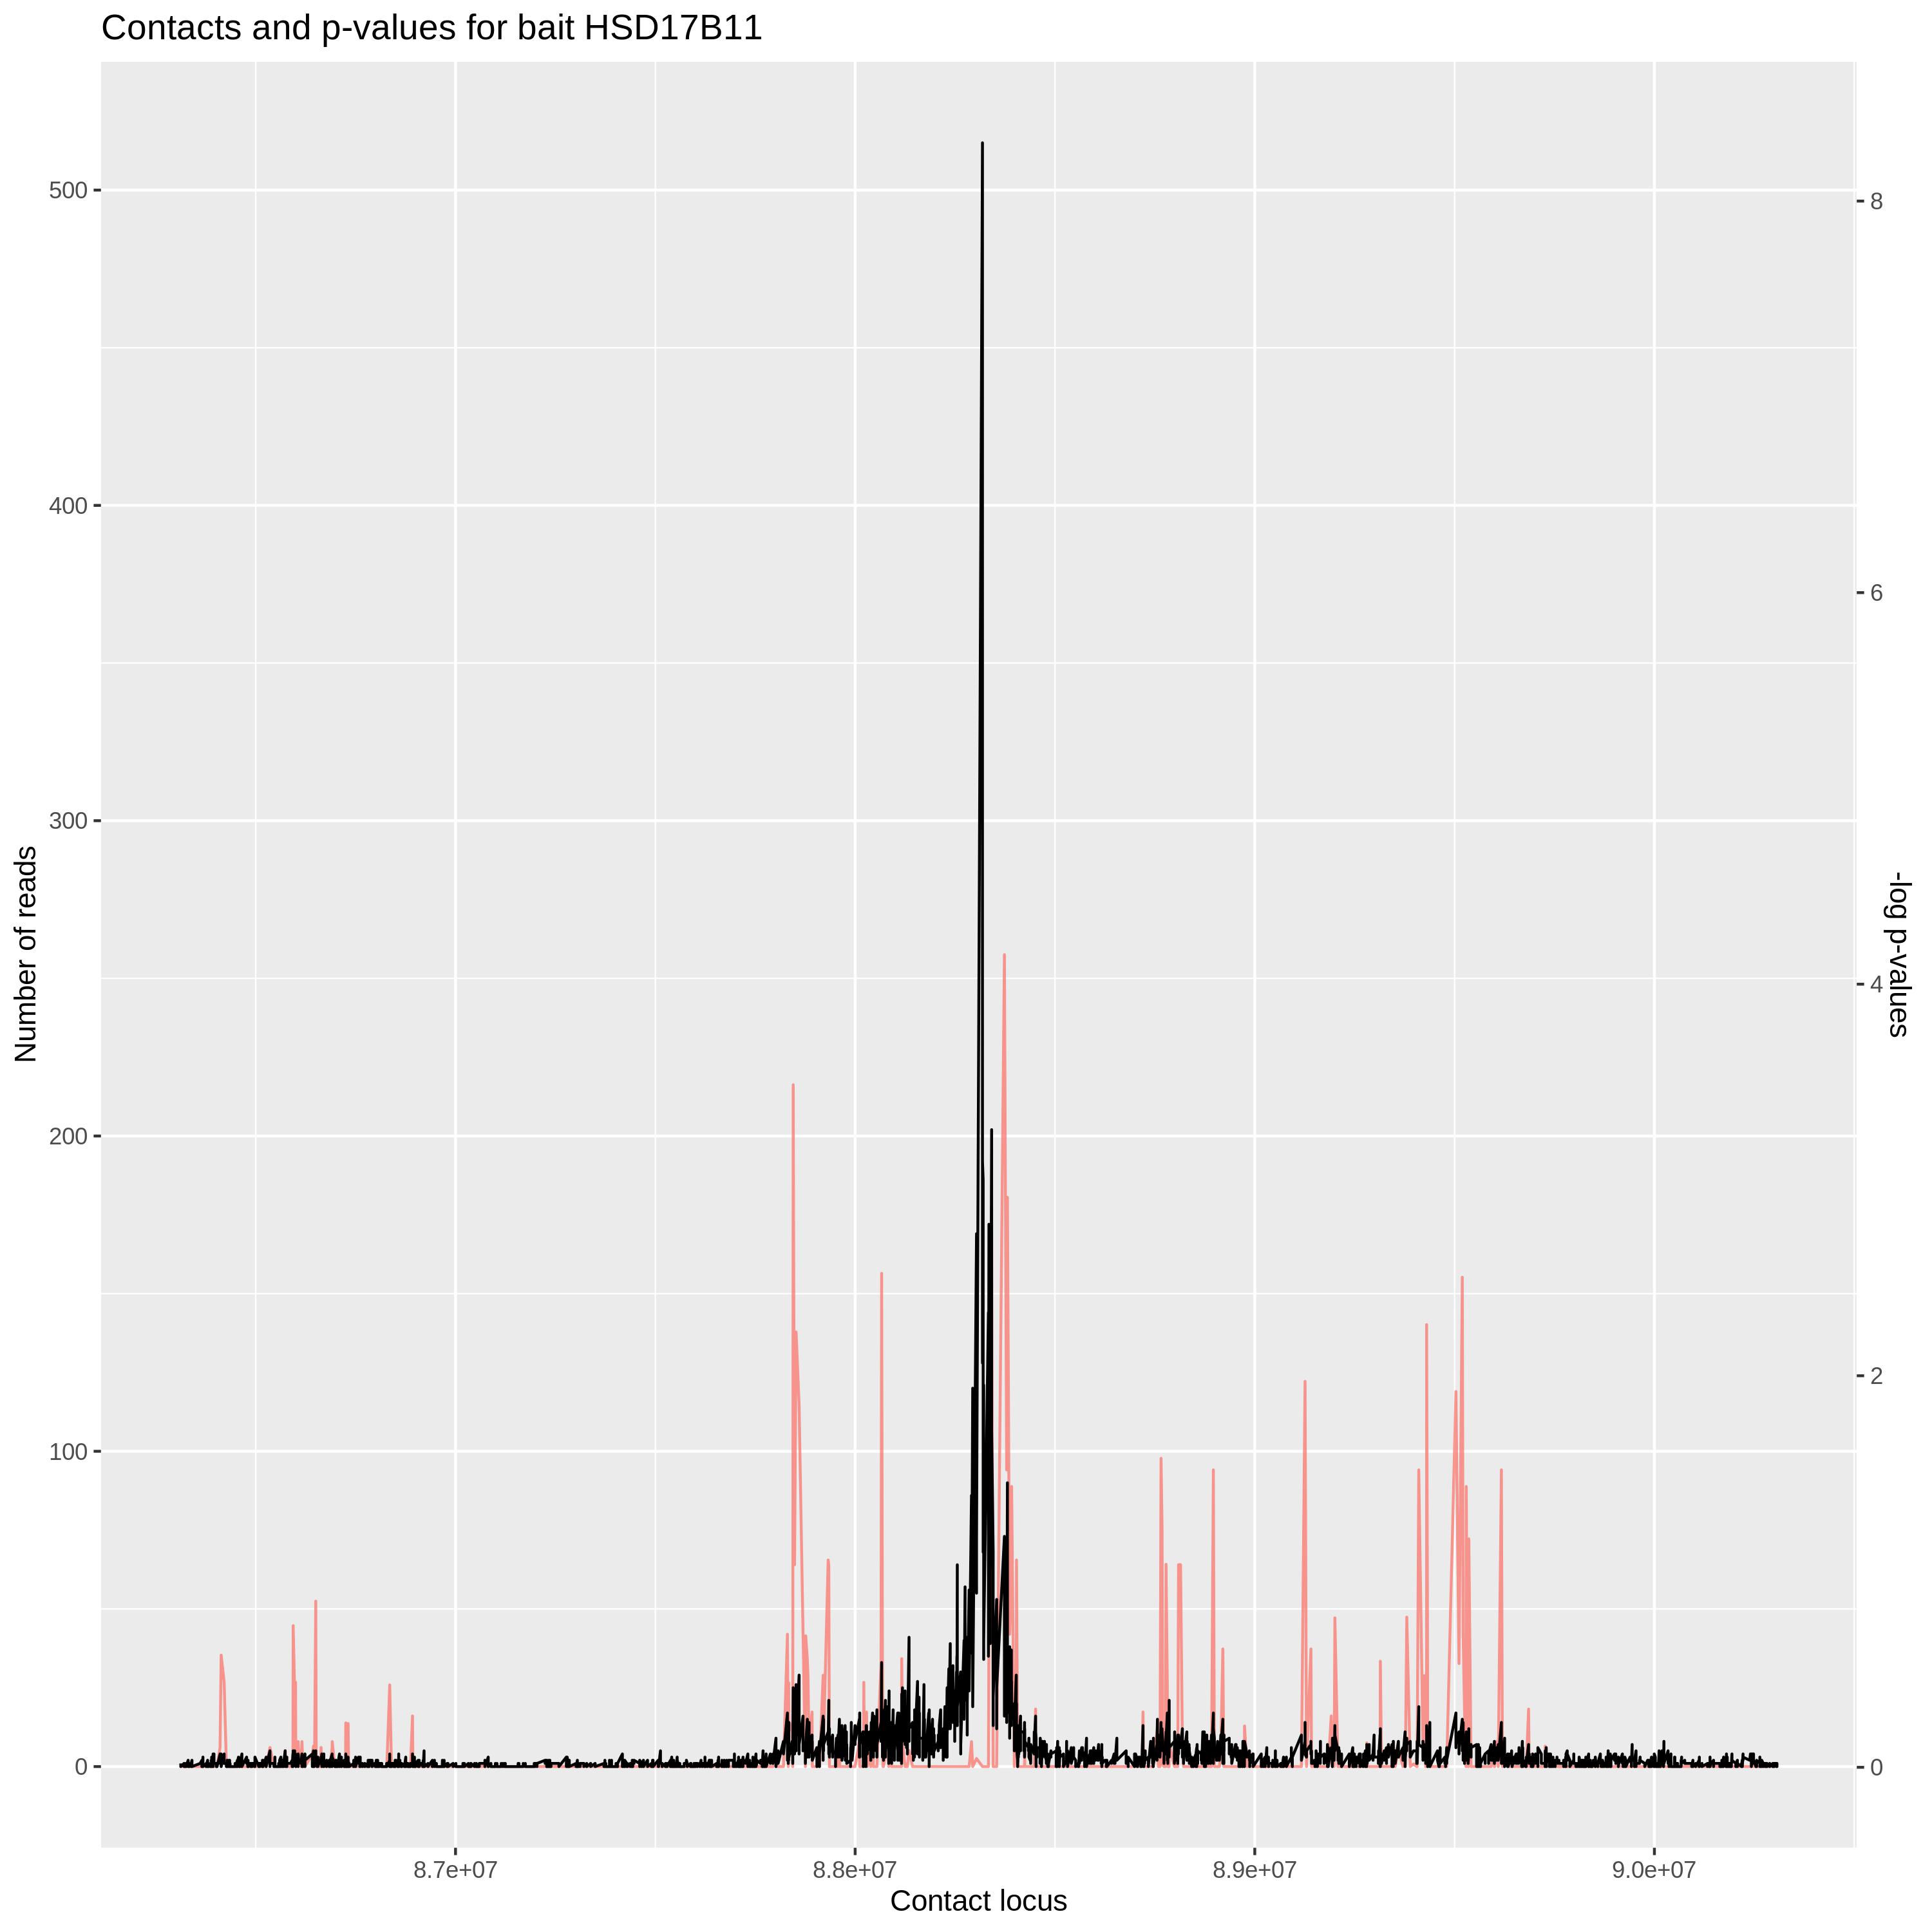 Contacts and p-values for bait HSD17B11
500
400
300
200
100
0
Number of reads
8
6
4
2
0
-log p-values
8.7e+07
8.8e+07
8.9e+07
9.0e+07
Contact locus